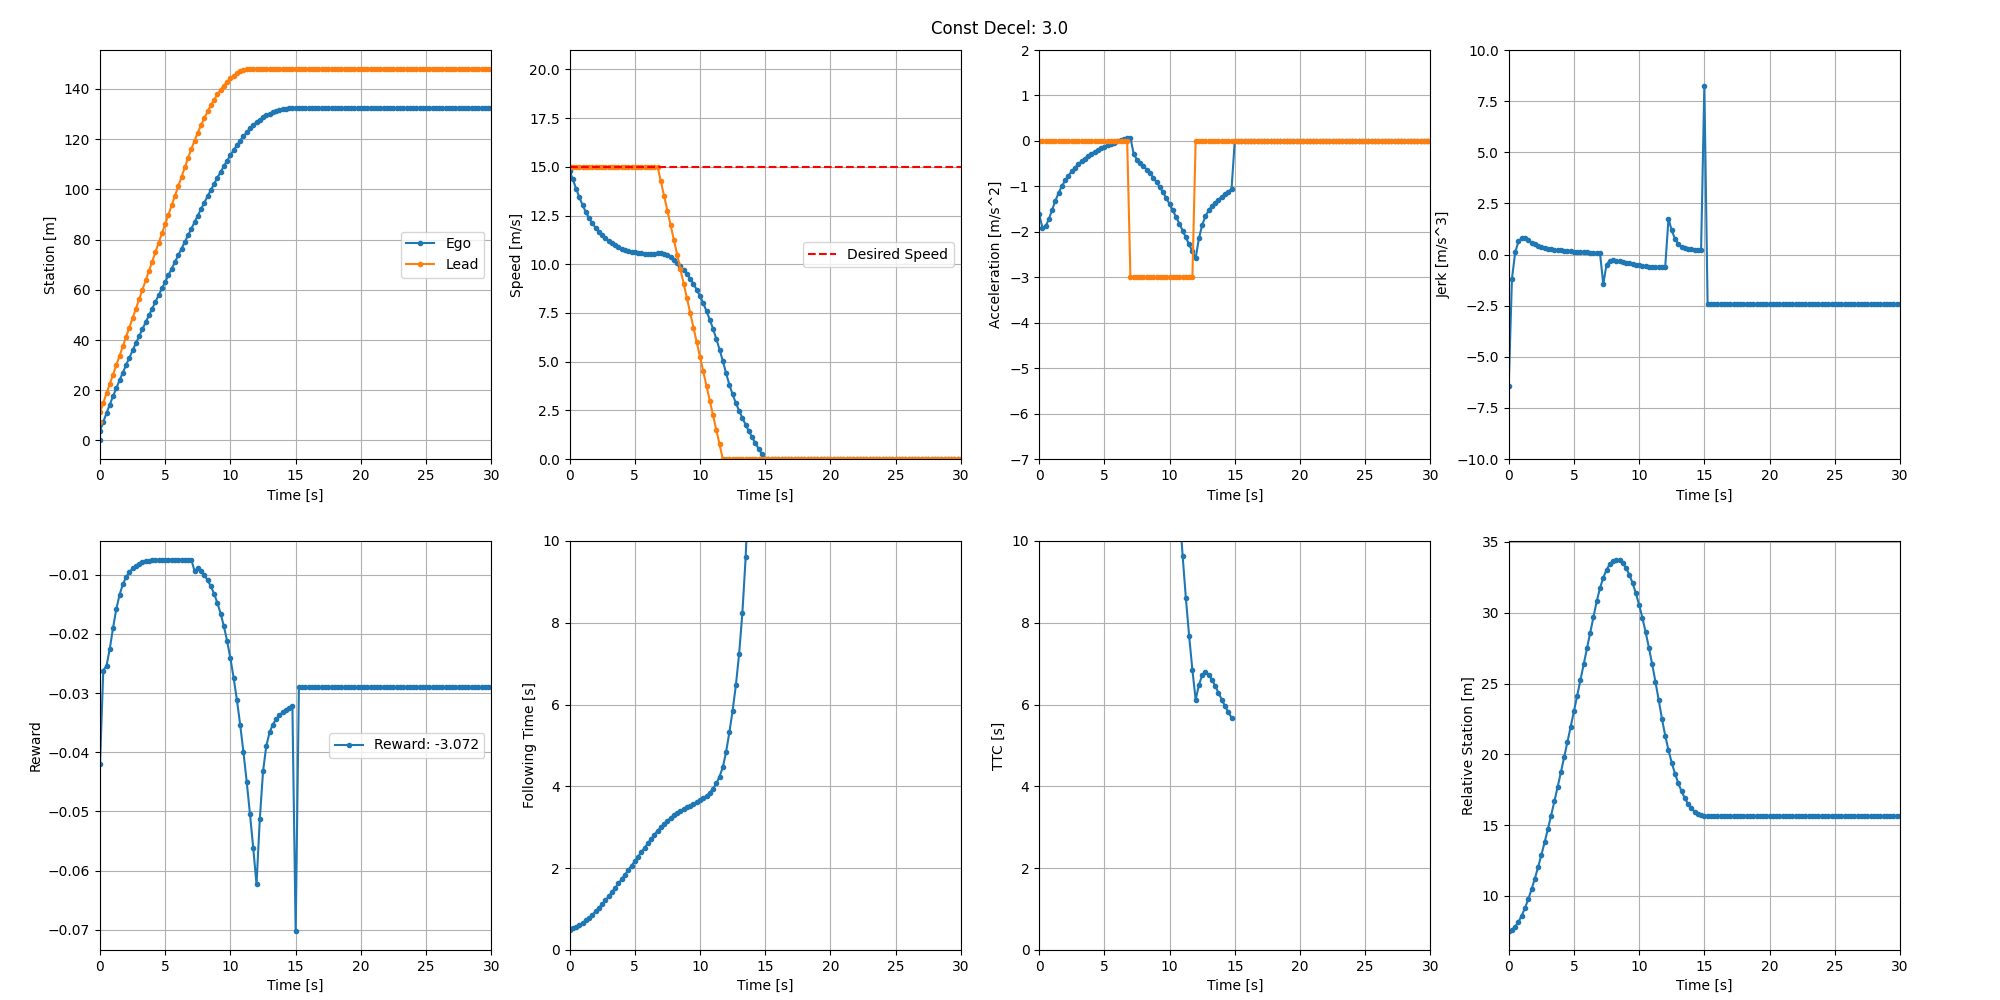 Const Decel: 3.0
Station [m]
140
120
100
80
60
40
20
0
Ego
Lead
0 5 10 15 20 25 30
Time [s]
Speed [m/s]
20.0
17.5
15.0
12.5
10.0
7.5
5.0
2.5
0.0
Desired Speed
0 5 10 15 20 25 30
Time [s]
Acceleration [m/s^2]
2
1
0
−1
−2
−3
−4
−5
−6
−7
0 5 10 15 20 25 30
Time [s]
Jerk [m/s^3]
10.0
7.5
5.0
2.5
0.0
−2.5
−5.0
−7.5
−10.0
0 5 10 15 20 25 30
Time [s]
Reward
−0.01
−0.02
−0.03
−0.04
−0.05
−0.06
−0.07
Reward: -3.072
0 5 10 15 20 25 30
Time [s]
Following Time [s]
10
8
6
4
2
0
0 5 10 15 20 25 30
Time [s]
TTC [s]
10
8
6
4
2
0
0 5 10 15 20 25 30
Time [s]
Relative Station [m]
35
30
25
20
15
10
0 5 10 15 20 25 30
Time [s]